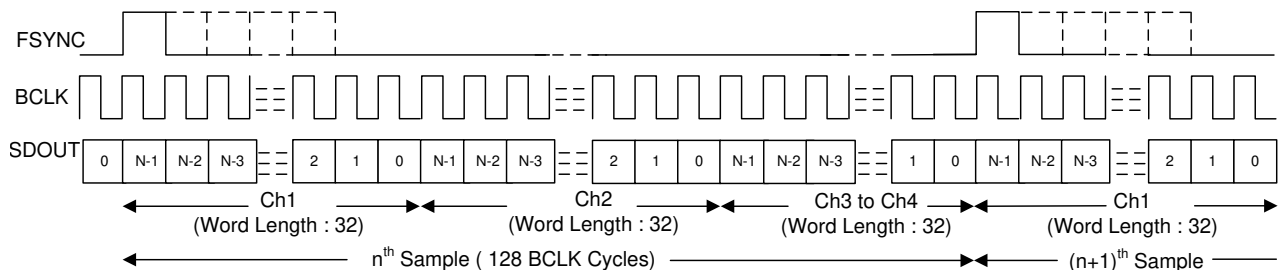 FSYNC
BCLK
SDOUT 0 N-1 N-2 N-3 2 1 0 N-1 N-2 N-3 2 1 0 N-1 N-2 N-3 1 0 N-1 N-2 N-3 2 1 0
Ch1 Ch2 Ch3 to Ch4 Ch1
(Word Length : 32) (Word Length : 32) (Word Length : 32) (Word Length : 32)
nth Sample ( 128 BCLK Cycles) (n+1)th Sample